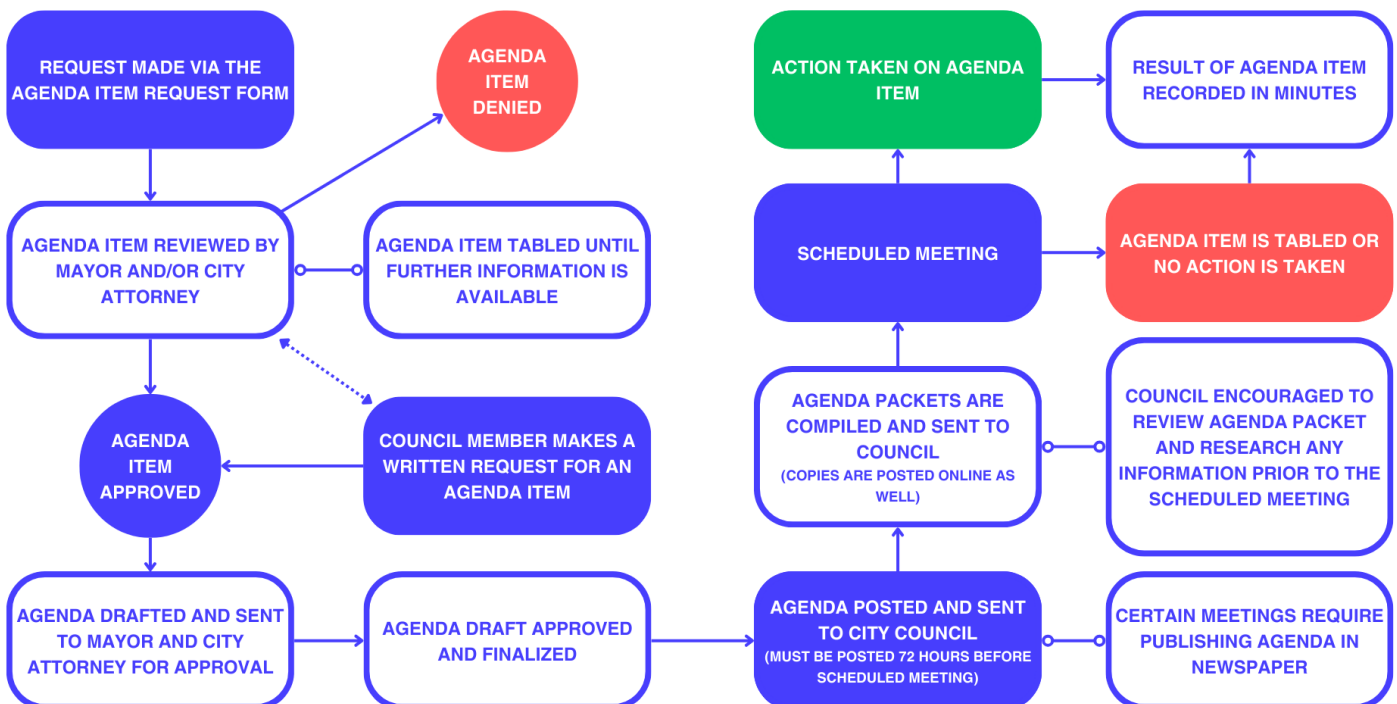 REQUEST MADE VIA THE
AGENDA ITEM REQUEST FORM
AGENDA
ITEM
DENIED
AGENDA ITEM REVIEWED BY
MAYOR AND/OR CITY
ATTORNEY
AGENDA ITEM TABLED UNTIL
FURTHER INFORMATION IS
AVAILABLE
AGENDA
ITEM
APPROVED
COUNCIL MEMBER MAKES A
WRITTEN REQUEST FOR AN
AGENDA ITEM
AGENDA DRAFTED AND SENT
TO MAYOR AND CITY
ATTORNEY FOR APPROVAL
AGENDA DRAFT APPROVED
AND FINALIZED
AGENDA POSTED AND SENT
TO CITY COUNCIL
(MUST BE POSTED 72 HOURS BEFORE
SCHEDULED MEETING)
CERTAIN MEETINGS REQUIRE
PUBLISHING AGENDA IN
NEWSPAPER
AGENDA PACKETS ARE
COMPILED AND SENT TO
COUNCIL
(COPIES ARE POSTED ONLINE AS
WELL)
COUNCIL ENCOURAGED TO
REVIEW AGENDA PACKET
AND RESEARCH ANY
INFORMATION PRIOR TO THE
SCHEDULED MEETING
SCHEDULED MEETING
AGENDA ITEM IS TABLED OR
NO ACTION IS TAKEN
ACTION TAKEN ON AGENDA
ITEM
RESULT OF AGENDA ITEM
RECORDED IN MINUTES